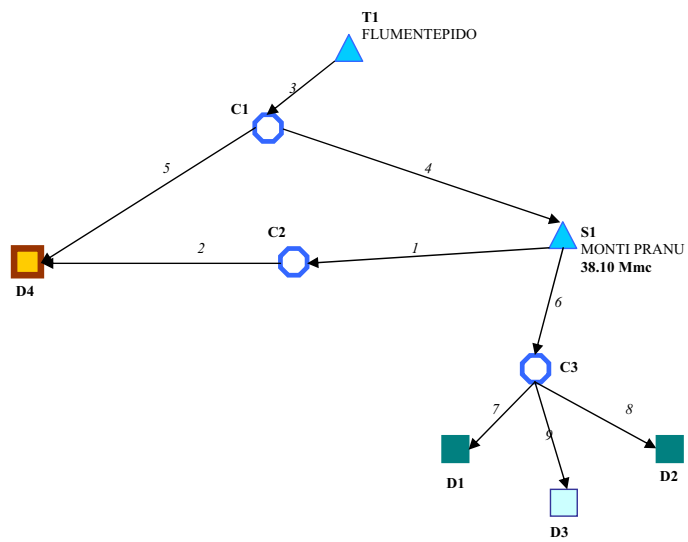 T1
FLUMENTEPIDO
3
C1
5
4
C2
S1
2
1
MONTI PRANU
38.10 Mmc
D4
6
C3
7
8
9
D1
D2
D3